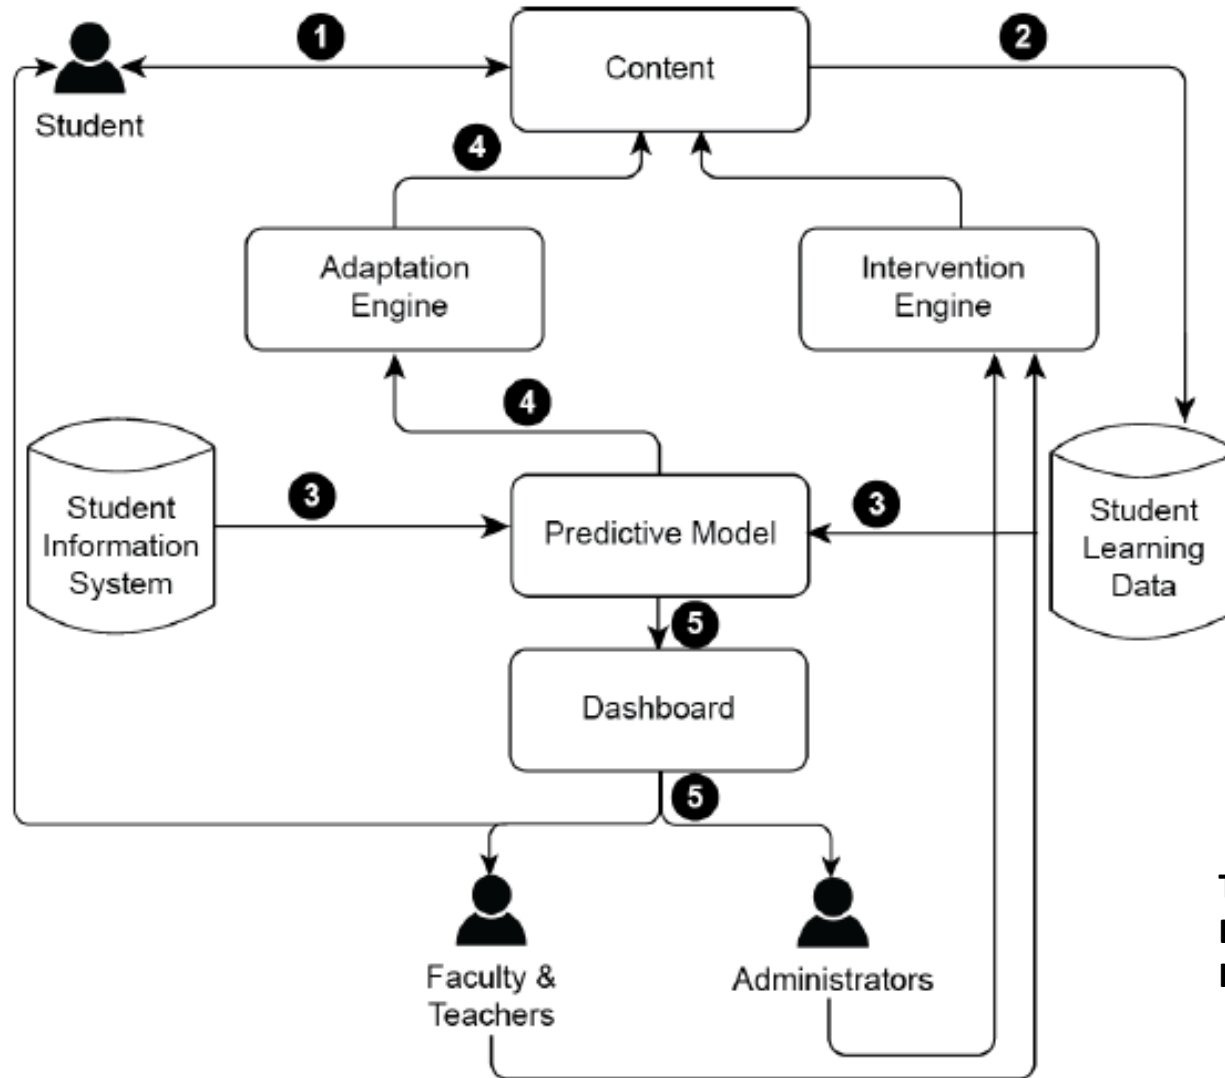 1
2
Content
Student
4
Adaptation
Engine
Intervention
Engine
4
Student
Information
System
3
Predictive Model
3
Student
Learning
Data
5
Dashboard
5
Faculty &
Teachers
Administrators